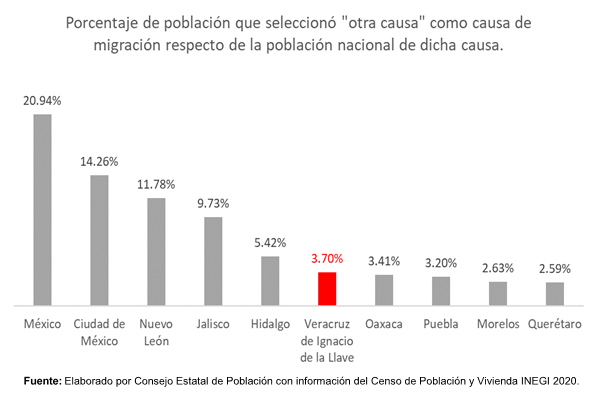 Porcentaje de población que seleccionó "otra causa" como causa de
migración respecto de la población nacional de dicha causa.
20.94%
14.26%
11.78%
9.73%
5.42%
3.70%
3.41%
3.20%
2.63%
2.59%
México
Ciudad de
México
Nuevo
León
Jalisco
Hidalgo
Veracruz
de Ignacio
de la Llave
Oaxaca
Puebla
Morelos
Querétaro
Fuente: Elaborado por Consejo Estatal de Población con información del Censo de Población y Vivienda INEGI 2020.